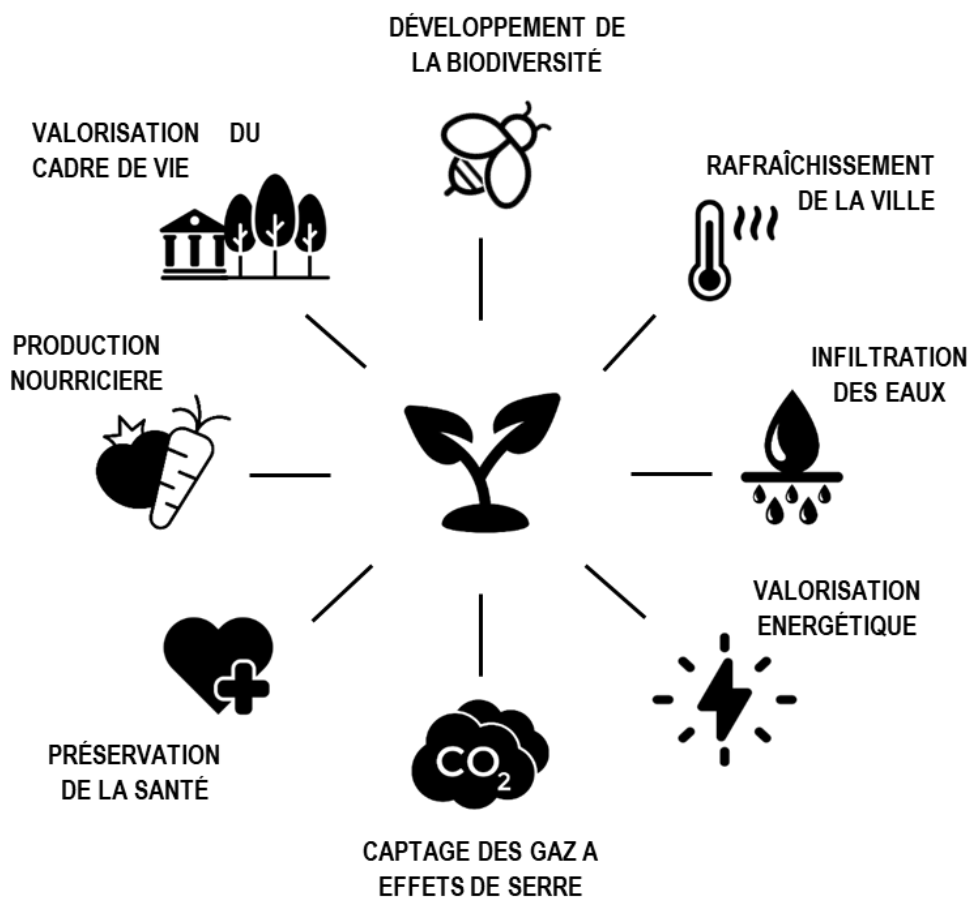 DÉVELOPPEMENT DE
LA BIODIVERSITÉ
VALORISATION DU
CADRE DE VIE
RAFRAÎCHISSEMENT
DE LA VILLE
PRODUCTION
NOURRICIERE
INFILTRATION
DES EAUX
VALORISATION
ENERGÉTIQUE
PRÉSERVATION
DE LA SANTÉ
CO2
CAPTAGE DES GAZ A
EFFETS DE SERRE